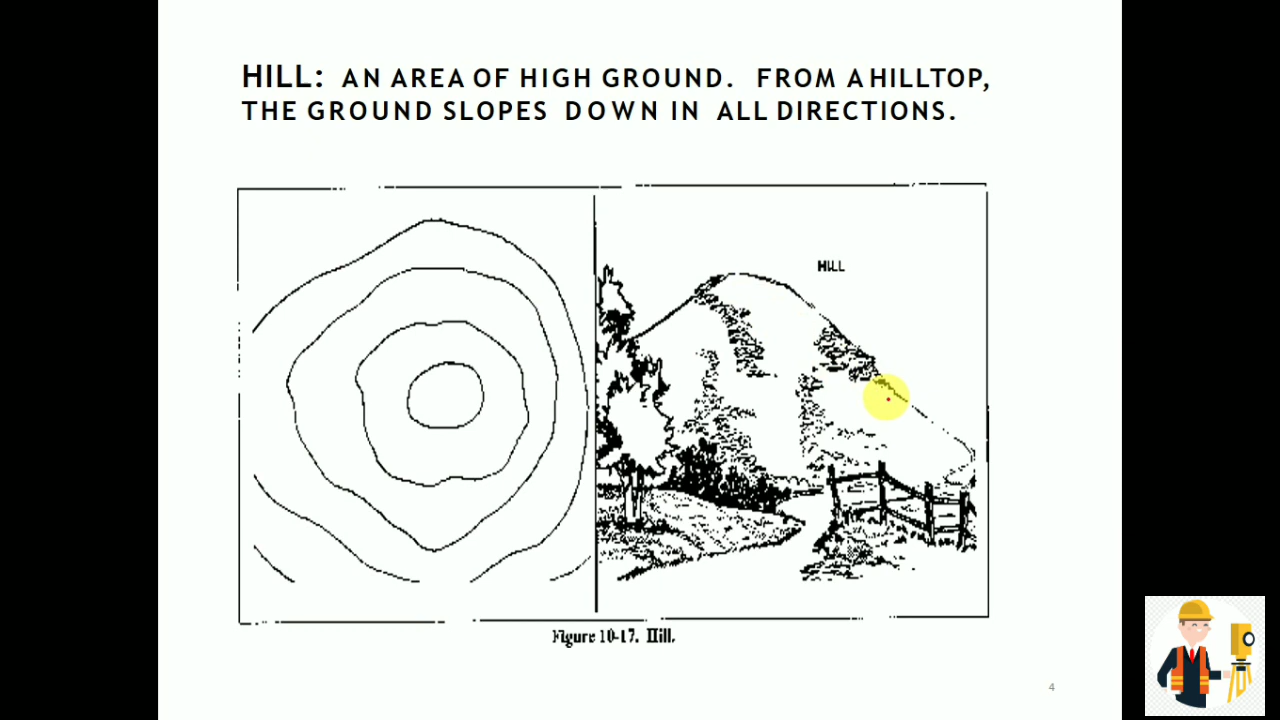 HILL: AN AREA OF HIGH GROUND. FROM A HILLTOP,
THE GROUND SLOPES DOWN IN ALL DIRECTIONS.
HILL
Figure 10-17. Hill.
4